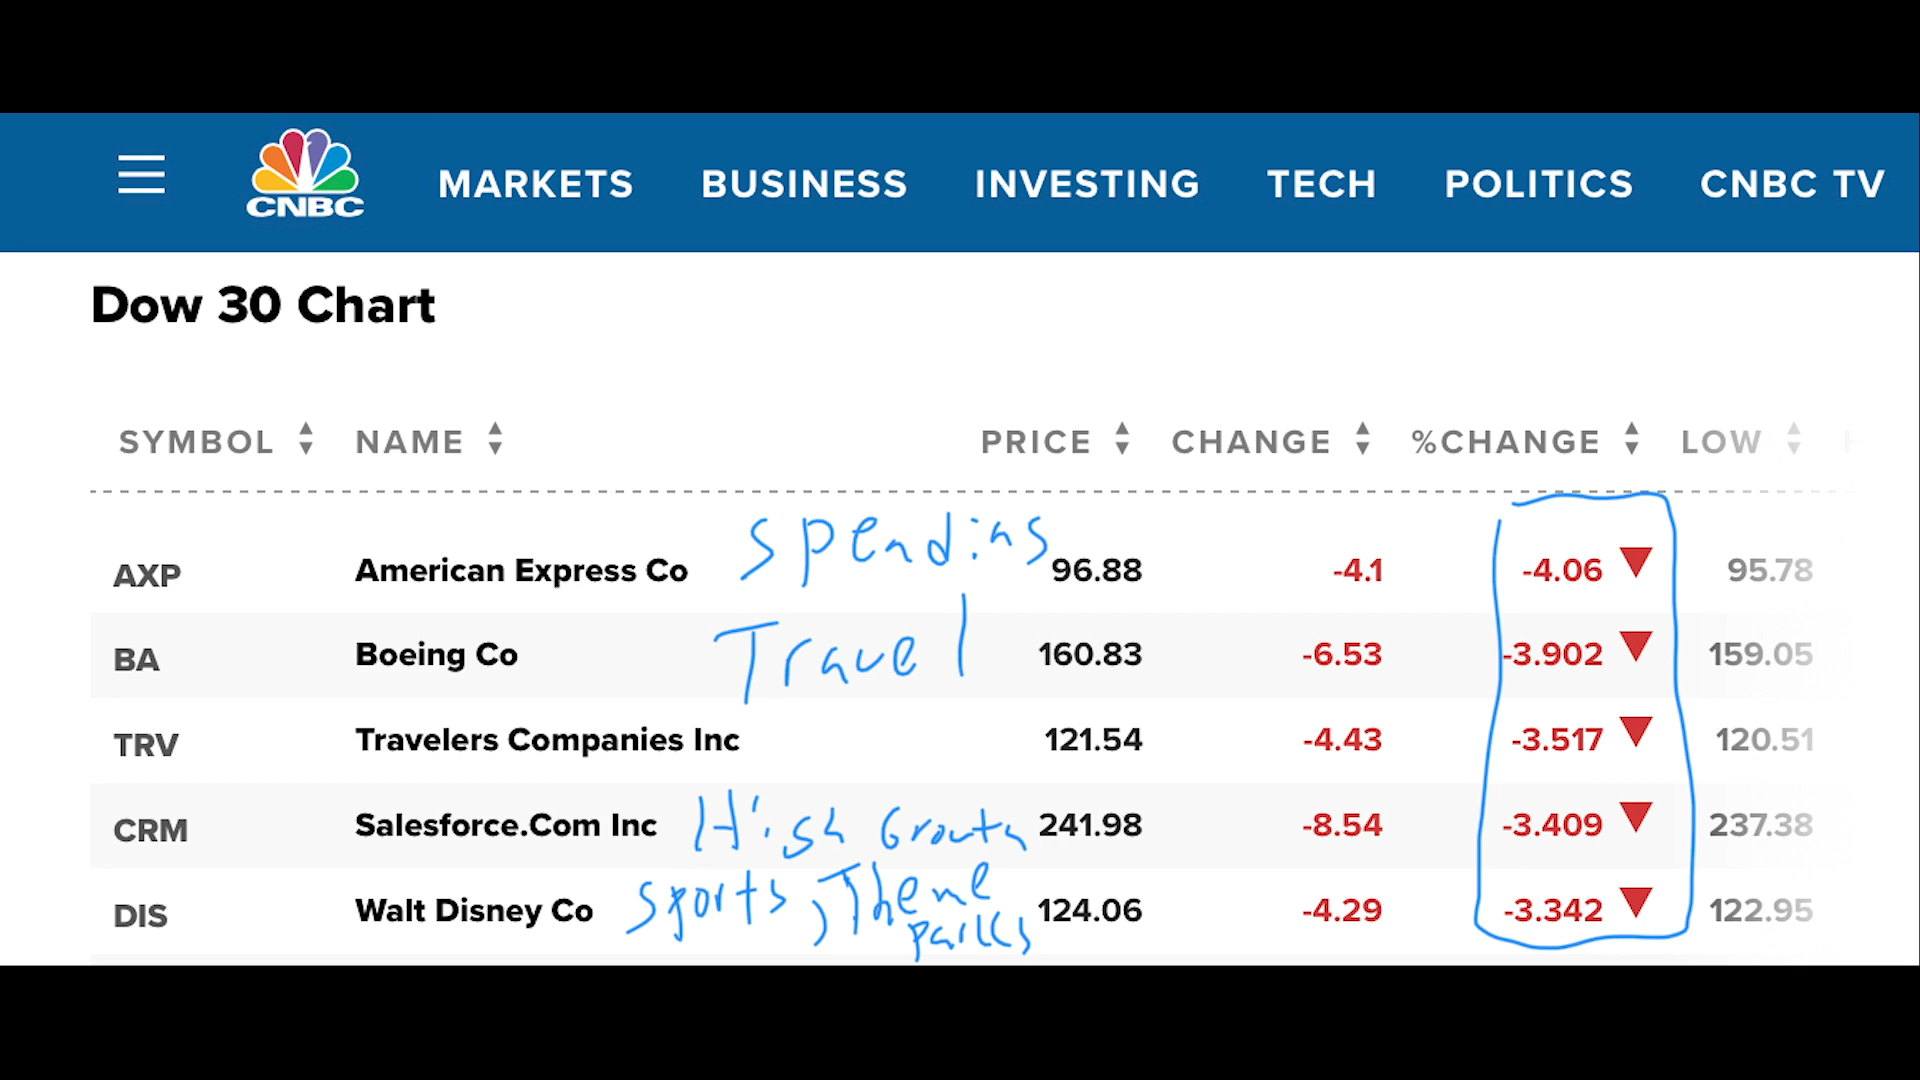 CNBC MARKETS BUSINESS INVESTING TECH POLITICS CNBC TV
Dow 30 Chart
SYMBOL NAME PRICE CHANGE %CHANGE LOW
Spending
AXP American Express Co 96.88 -4.1 -4.06 95.78
BA Boeing Co Travel 160.83 -6.53 -3.902 159.05
TRV Travelers Companies Inc 121.54 -4.43 -3.517 120.51
CRM Salesforce.Com Inc High Growth 241.98 -8.54 -3.409 237.38
DIS Walt Disney Co Sports, Theme Parks 124.06 -4.29 -3.342 122.95